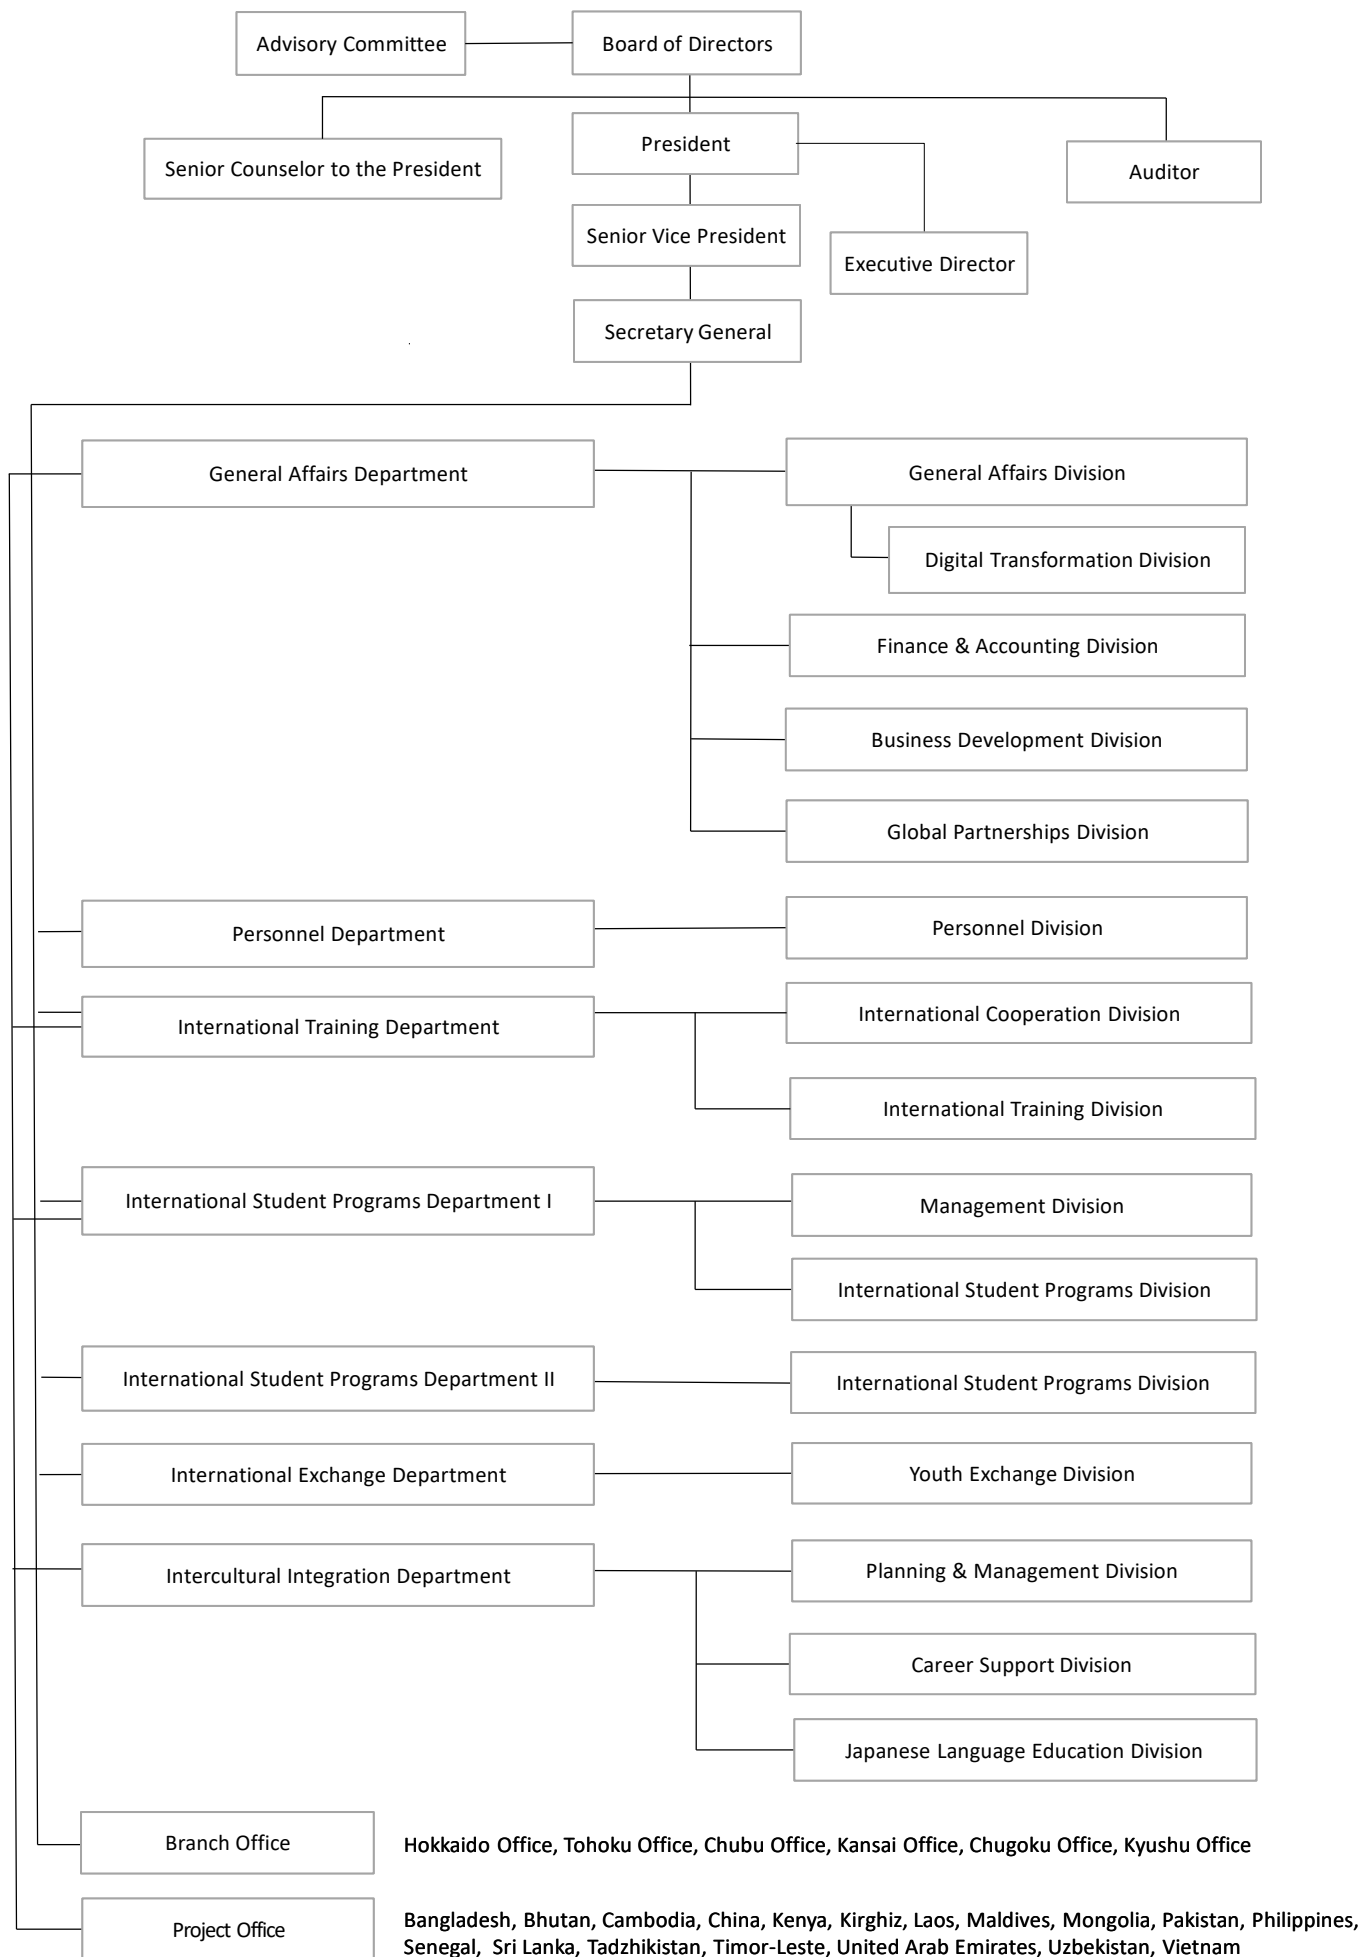 Advisory Committee
Board of Directors
President
Senior Counselor to the President
Auditor
Senior Vice President
Executive Director
Secretary General
General Affairs Department
General Affairs Division
Digital Transformation Division
Finance & Accounting Division
Business Development Division
Global Partnerships Division
Personnel Department
Personnel Division
International Training Department
International Cooperation Division
International Training Division
International Student Programs Department I
Management Division
International Student Programs Division
International Student Programs Department II
International Student Programs Division
International Exchange Department
Youth Exchange Division
Intercultural Integration Department
Planning & Management Division
Career Support Division
Japanese Language Education Division
Branch Office
Hokkaido Office, Tohoku Office, Chubu Office, Kansai Office, Chugoku Office, Kyushu Office
Project Office
Bangladesh, Bhutan, Cambodia, China, Kenya, Kirghiz, Laos, Maldives, Mongolia, Pakistan, Philippines,
Senegal, Sri Lanka, Tadzhikistan, Timor-Leste, United Arab Emirates, Uzbekistan, Vietnam